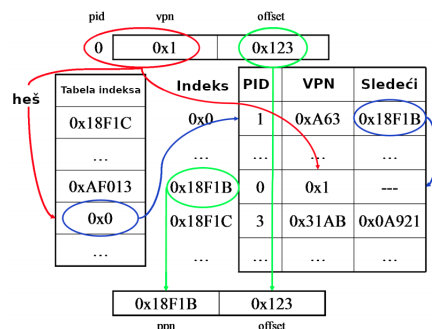 pid vpn offset
0 0x1 0x123
heš
Tabela indeksa Indeks PID VPN Sledeći
0x18F1C 0x0 1 0xA63 0x18F1B
... ... ... ... ...
0xAF013 0x18F1B 0 0x1 ---
0x0 0x18F1C 3 0x31AB 0x0A921
... ... ... ... ...
0x18F1B 0x123
ppn offset